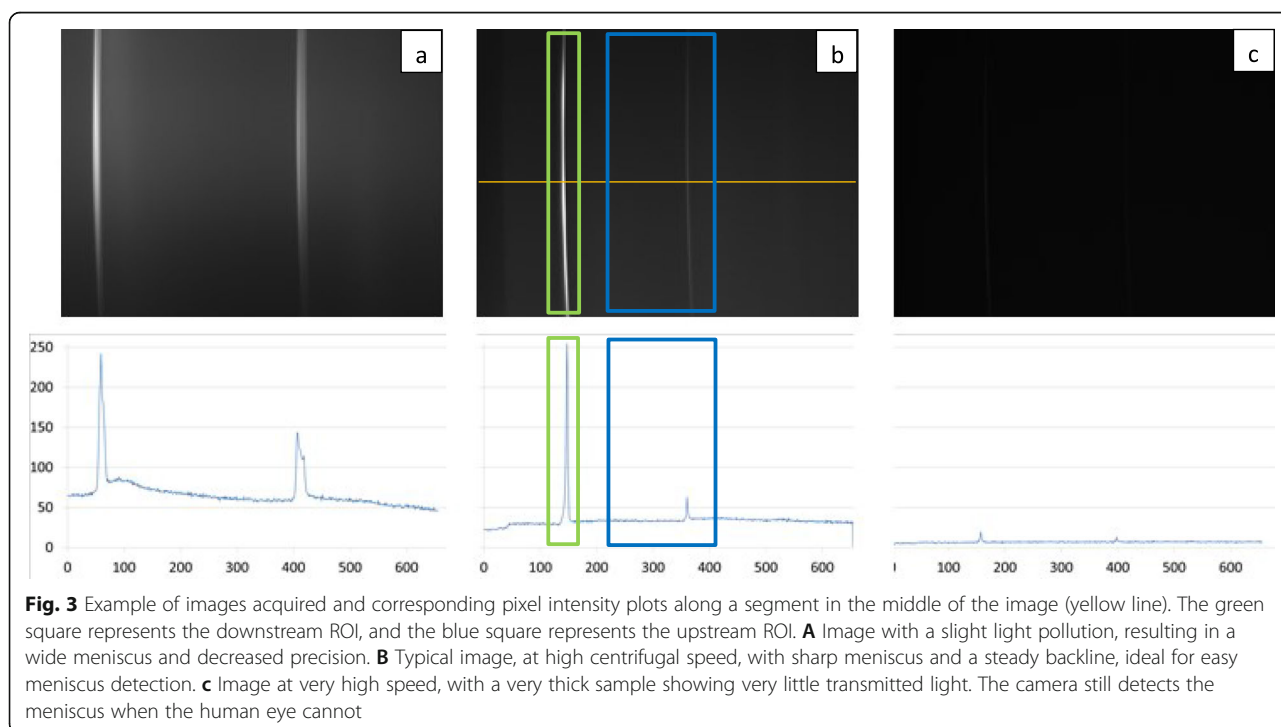 a
b
c
250
200
150
100
50
0
0 100 200 300 400 500 600
0 100 200 300 400 500 600
100 200 300 400 500 600
Fig. 3 Example of images acquired and corresponding pixel intensity plots along a segment in the middle of the image (yellow line). The green
square represents the downstream ROI, and the blue square represents the upstream ROI. A Image with a slight light pollution, resulting in a
wide meniscus and decreased precision. B Typical image, at high centrifugal speed, with sharp meniscus and a steady backline, ideal for easy
meniscus detection. c Image at very high speed, with a very thick sample showing very little transmitted light. The camera still detects the
meniscus when the human eye cannot